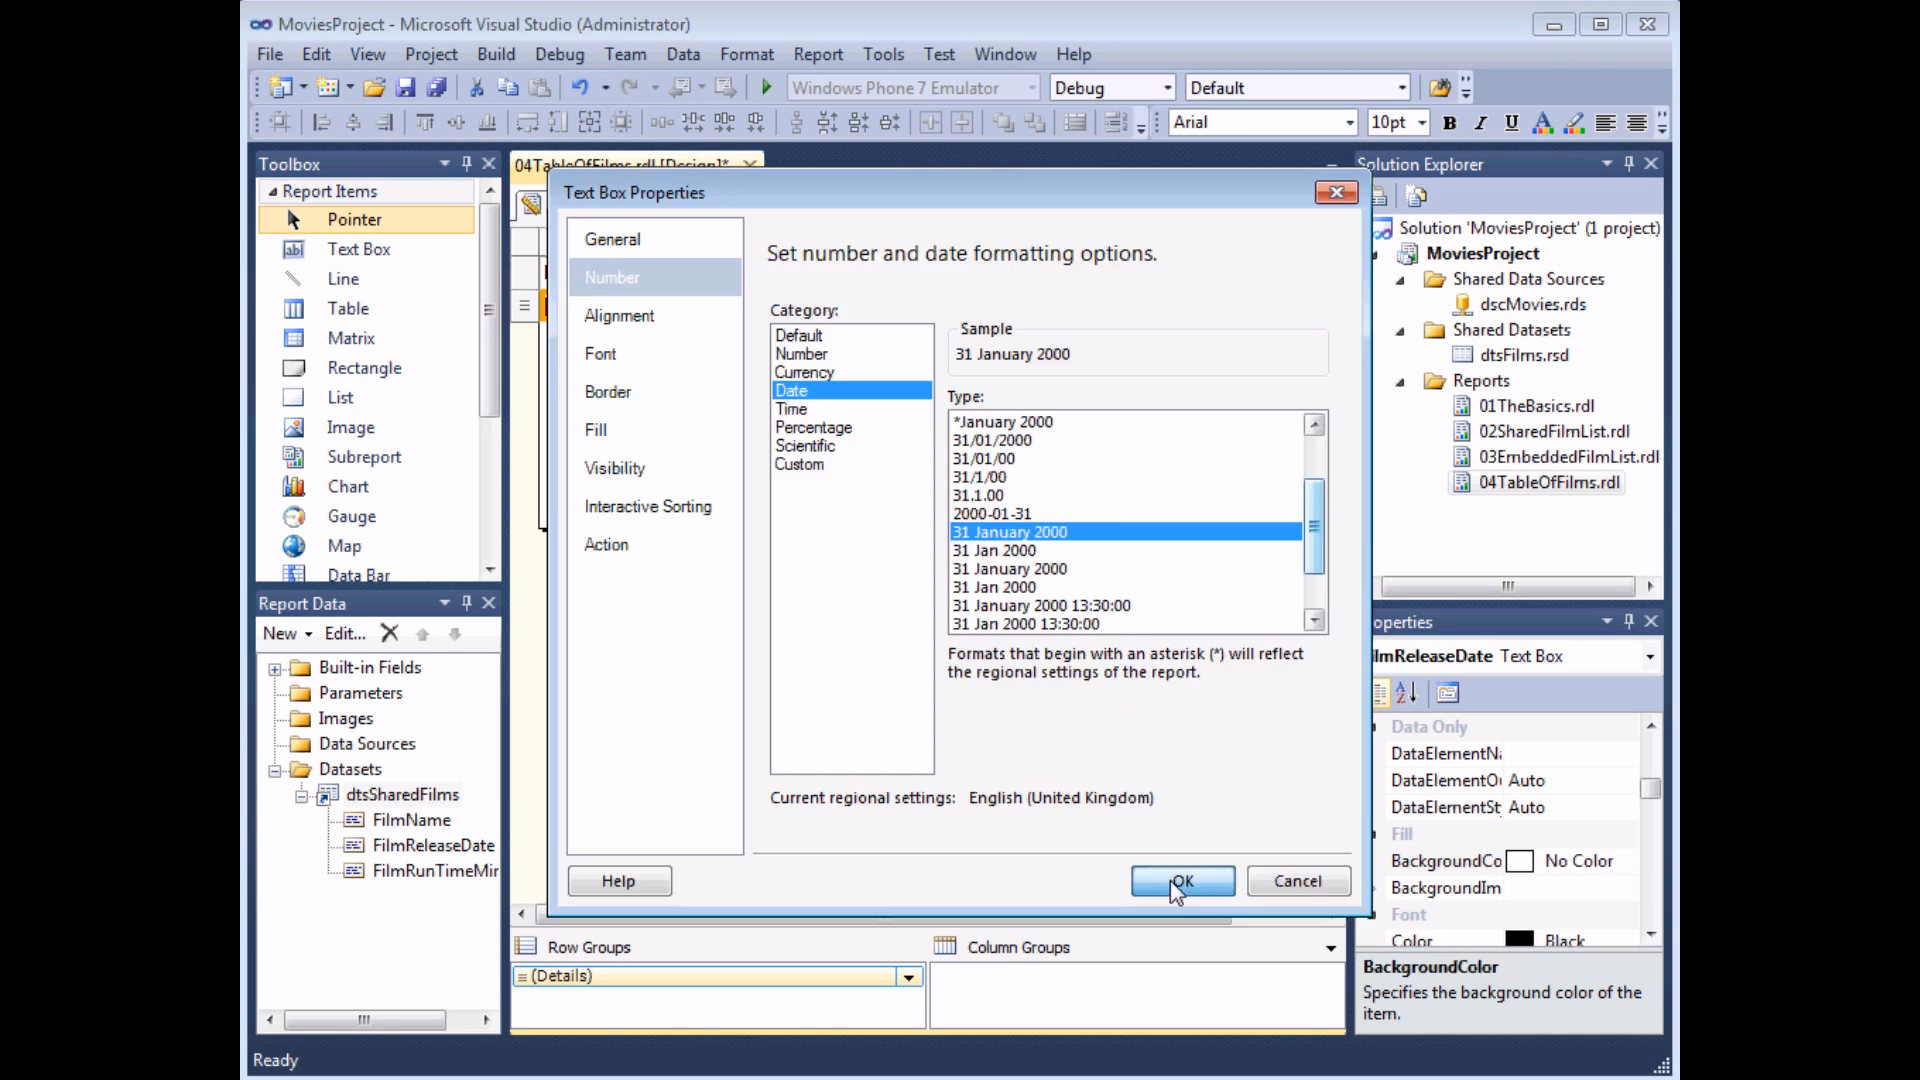 MoviesProject - Microsoft Visual Studio (Administrator)
File Edit View Project Build Debug Team Data Format Report Tools Test Window Help
Windows Phone 7 Emulator Debug Default
Arial 10pt B I U A
Toolbox
Report Items
Pointer
Text Box
Line
Table
Matrix
Rectangle
List
Image
Subreport
Chart
Gauge
Map
Data Bar
Report Data
New Edit...
Built-in Fields
Parameters
Images
Data Sources
Datasets
dtsSharedFilms
FilmName
FilmReleaseDate
FilmRunTimeMin
04TableOfFilms.rdl [Design]*
Text Box Properties
General
Number
Alignment
Font
Border
Fill
Visibility
Interactive Sorting
Action
Set number and date formatting options.
Category:
Default
Number
Currency
Date
Time
Percentage
Scientific
Custom
Sample
31 January 2000
Type:
*January 2000
31/01/2000
31/01/00
31/1/00
31.1.00
2000-01-31
31 January 2000
31 Jan 2000
31 January 2000
31 Jan 2000
31 January 2000 13:30:00
31 Jan 2000 13:30:00
Formats that begin with an asterisk (*) will reflect
the regional settings of the report.
Current regional settings: English (United Kingdom)
Help OK Cancel
Row Groups
(Details)
Column Groups
Solution Explorer
Solution 'MoviesProject' (1 project)
MoviesProject
Shared Data Sources
dscMovies.rds
Shared Datasets
dtsFilms.rsd
Reports
01TheBasics.rdl
02SharedFilmList.rdl
03EmbeddedFilmList.rdl
04TableOfFilms.rdl
operties
lmReleaseDate Text Box
Data Only
DataElementNa
DataElementOu Auto
DataElementSt Auto
Fill
BackgroundCo No Color
BackgroundIm
Font
Color Black
BackgroundColor
Specifies the background color of the
item.
Ready